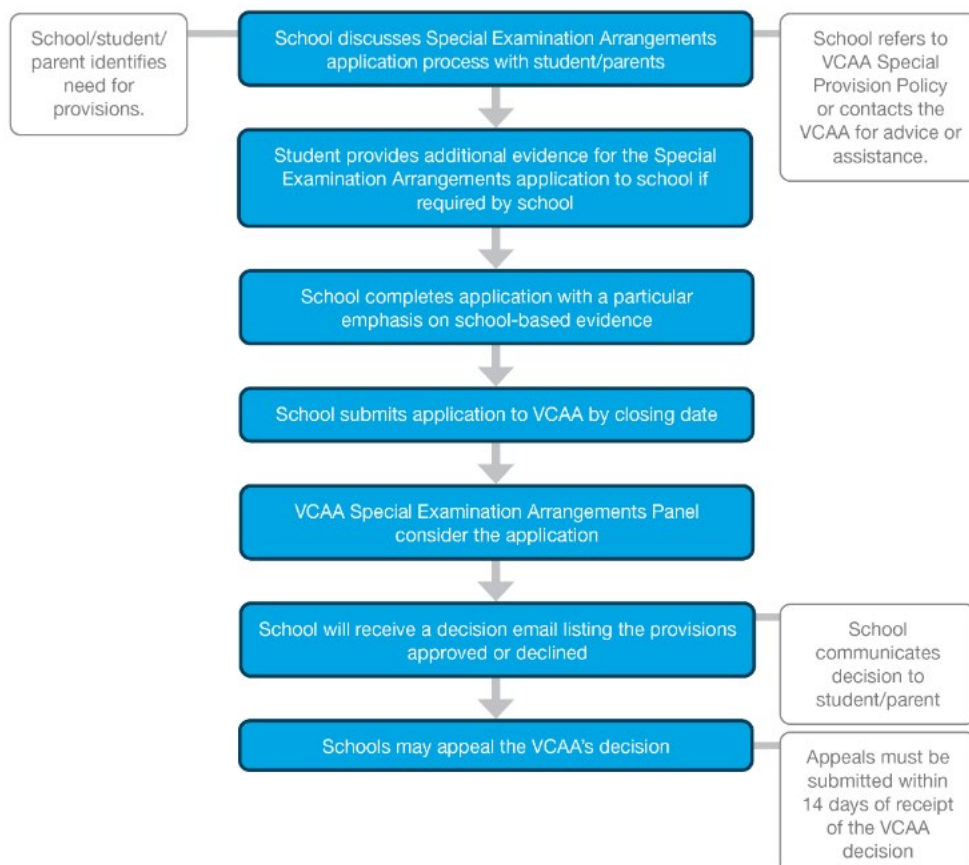 School/student/
parent identifies
need for
provisions.
School discusses Special Examination Arrangements
application process with student/parents
School refers to
VCAA Special
Provision Policy
or contacts the
VCAA for advice or
assistance.
Student provides additional evidence for the Special
Examination Arrangements application to school if
required by school
School completes application with a particular
emphasis on school-based evidence
School submits application to VCAA by closing date
VCAA Special Examination Arrangements Panel
consider the application
School will receive a decision email listing the provisions
approved or declined
School
communicates
decision to
student/parent
Schools may appeal the VCAA's decision
Appeals must be
submitted within
14 days of receipt
of the VCAA
decision